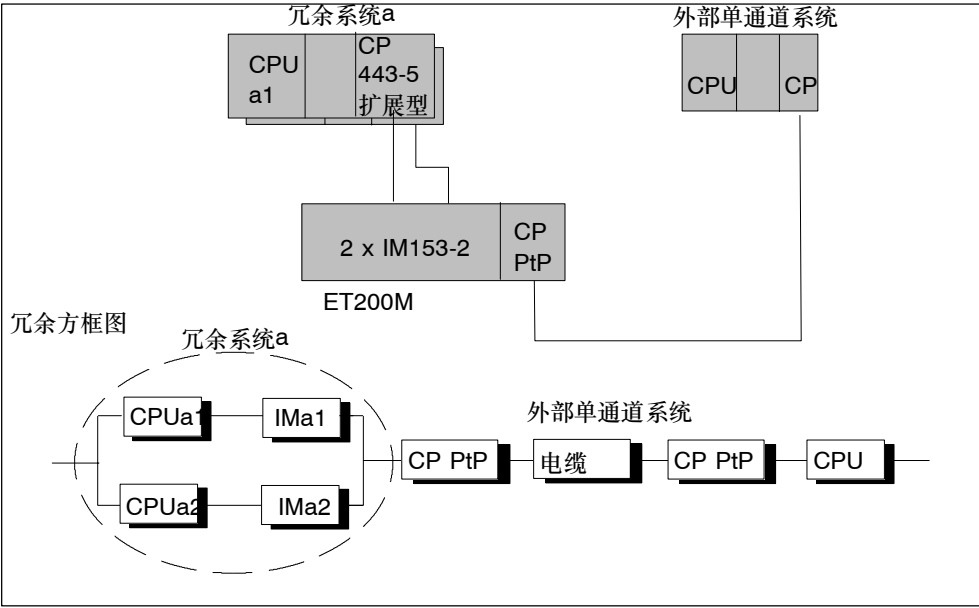 冗余系统a
外部单通道系统
CPU
a1
CP
443-5
扩展型
CPU
CP
2 x IM153-2
CP
PtP
ET200M
冗余方框图
冗余系统a
CPUa1
IMa1
外部单通道系统
CP PtP
电缆
CP PtP
CPU
CPUa2
IMa2